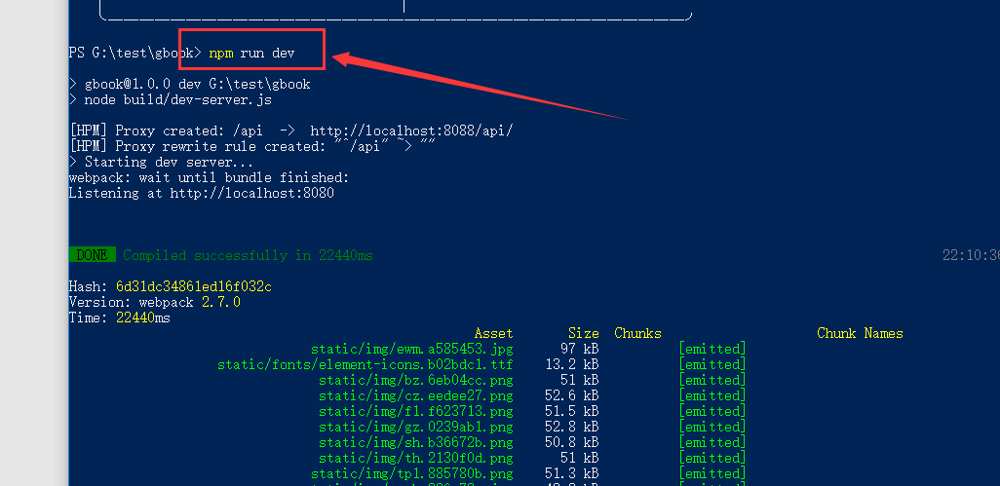 PS G:\test\gbook> npm run dev
> gbook@1.0.0 dev G:\test\gbook
> node build/dev-server.js
[HPM] Proxy created: /api  ->  http://localhost:8088/api/
[HPM] Proxy rewrite rule created: "^/api" ~> ""
> Starting dev server...
webpack: wait until bundle finished:
Listening at http://localhost:8080
DONE  Compiled successfully in 22440ms 22:10:36
Hash: 6d31dc34861ed16f032c
Version: webpack 2.7.0
Time: 22440ms
Asset Size Chunks Chunk Names
static/img/ewm.a585453.jpg 97 kB [emitted]
static/fonts/element-icons.b02bdc1.ttf 13.2 kB [emitted]
static/img/bz.6eb04cc.png 51 kB [emitted]
static/img/cz.eedee27.png 52.6 kB [emitted]
static/img/f1.f623713.png 51.5 kB [emitted]
static/img/gz.0239ab1.png 52.8 kB [emitted]
static/img/sh.b36672b.png 50.8 kB [emitted]
static/img/th.2130f0d.png 51 kB [emitted]
static/img/tp1.885780b.png 51.3 kB [emitted]